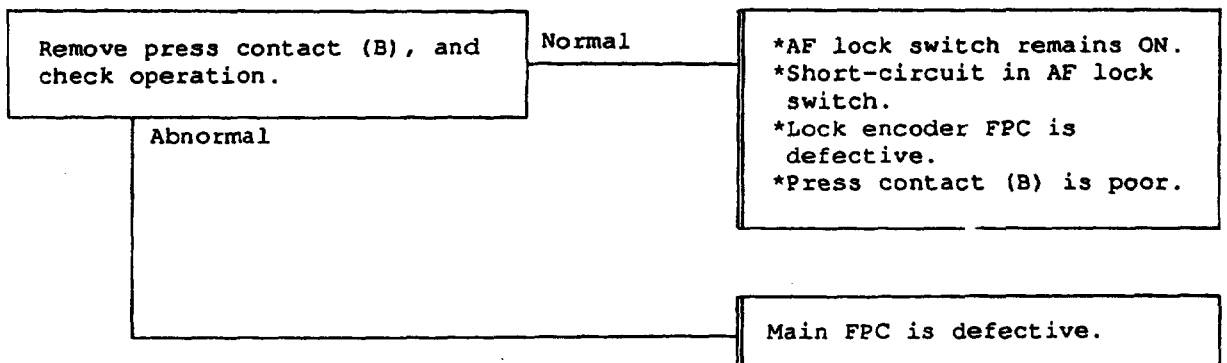 Remove press contact (B), and
check operation.
Normal
*AF lock switch remains ON.
*Short-circuit in AF lock
switch.
*Lock encoder FPC is
defective.
*Press contact (B) is poor.
Abnormal
Main FPC is defective.